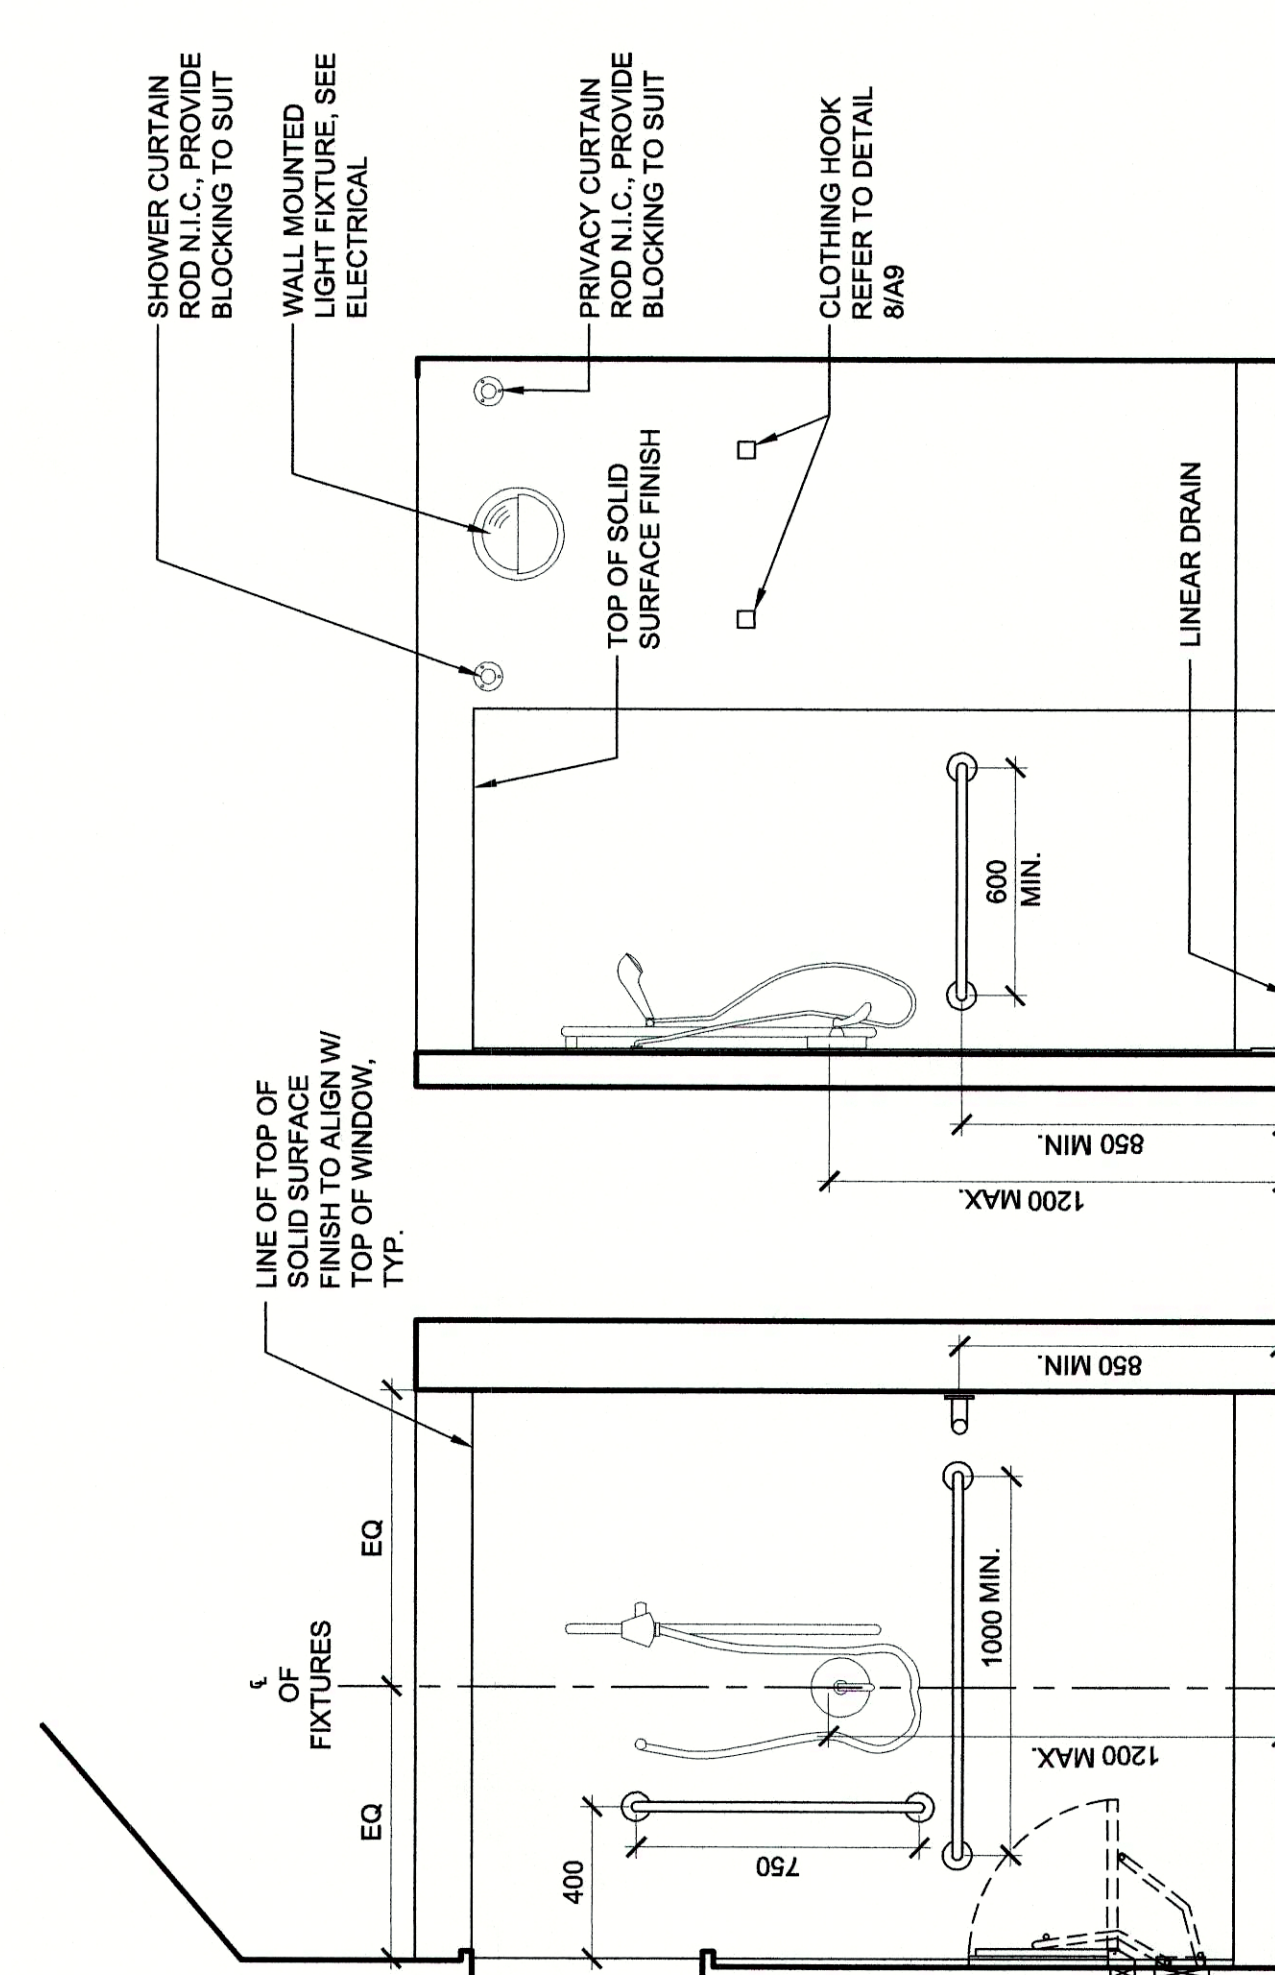 SHOWER CURTAIN
ROD N.I.C., PROVIDE
BLOCKING TO SUIT
WALL MOUNTED
LIGHT FIXTURE, SEE
ELECTRICAL
PRIVACY CURTAIN
ROD N.I.C., PROVIDE
BLOCKING TO SUIT
CLOTHING HOOK
REFER TO DETAIL
8/A9
TOP OF SOLID
SURFACE FINISH
LINEAR DRAIN
600
MIN.
850 MIN.
1200 MAX.
LINE OF TOP OF
SOLID SURFACE
FINISH TO ALIGN W/
TOP OF WINDOW,
TYP.
℄
OF
FIXTURES
EQ
EQ
850 MIN.
1000 MIN.
1200 MAX.
400
750